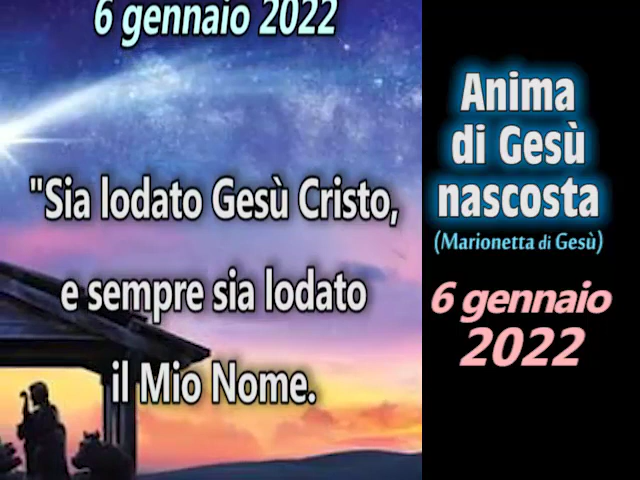 6 gennaio 2022
"Sia lodato Gesù Cristo,
e sempre sia lodato
il Mio Nome.
Anima
di Gesù
nascosta
(Marionetta di Gesù)
6 gennaio
2022